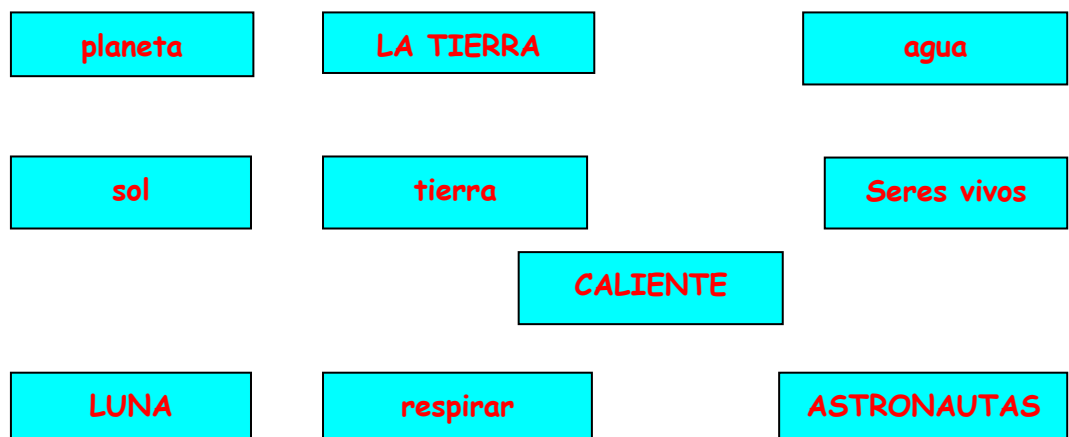 planeta
LA TIERRA
agua
sol
tierra
Seres vivos
CALIENTE
LUNA
respirar
ASTRONAUTAS